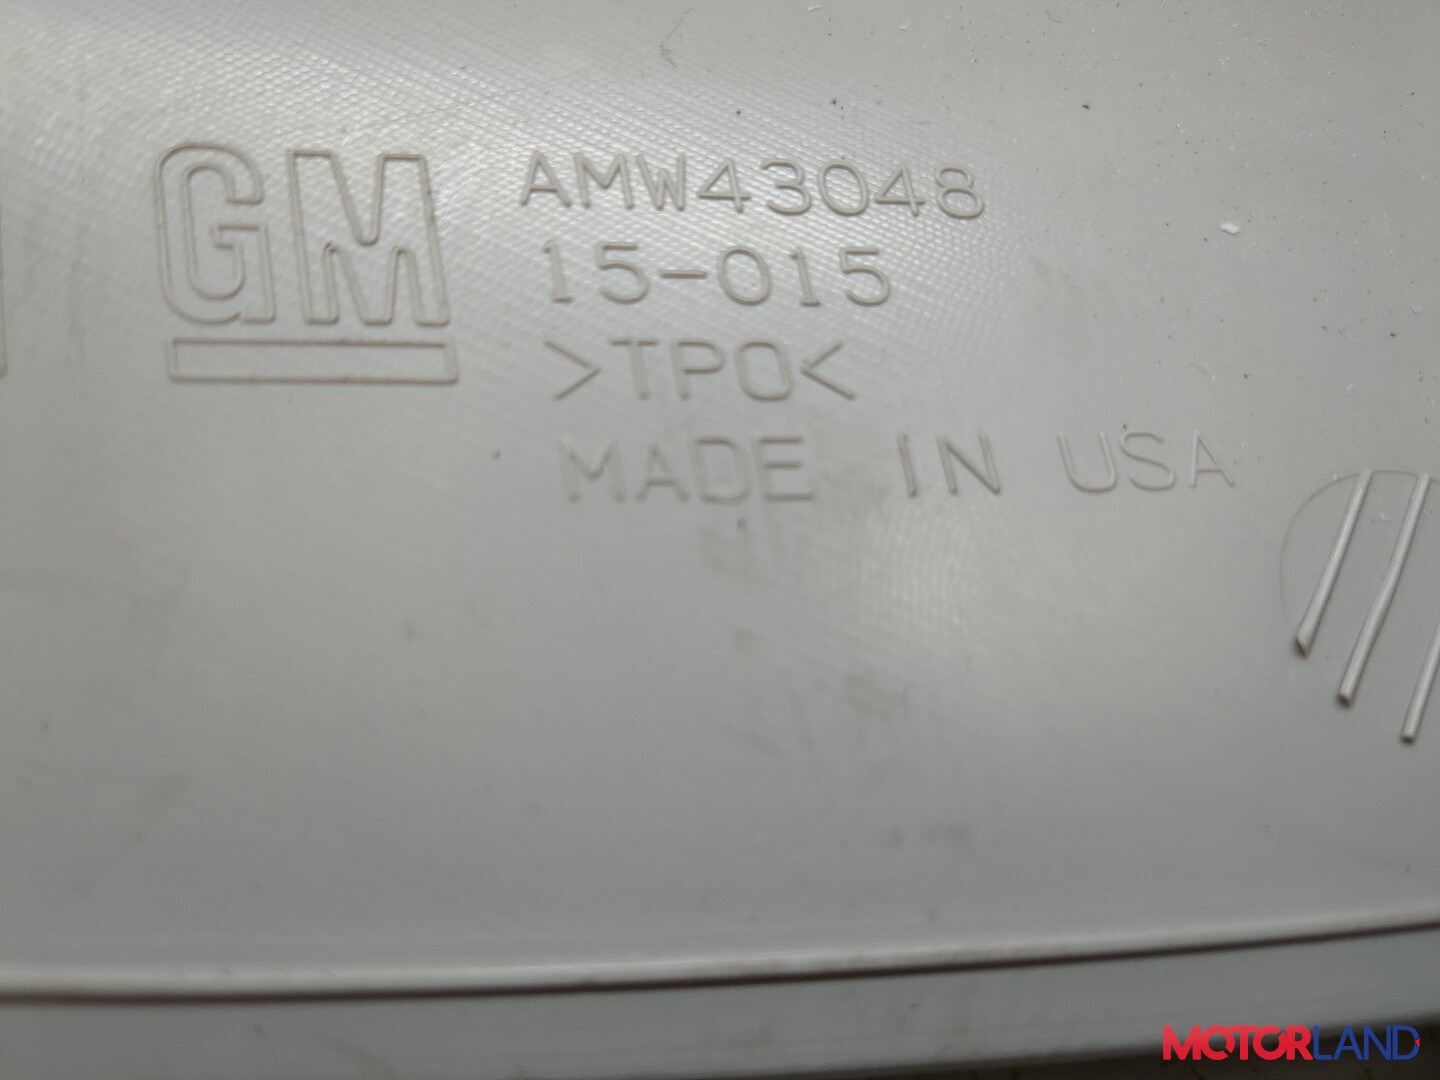 GM
AMW43048
15-015
>TPO<
MADE IN USA
MOTORLAND